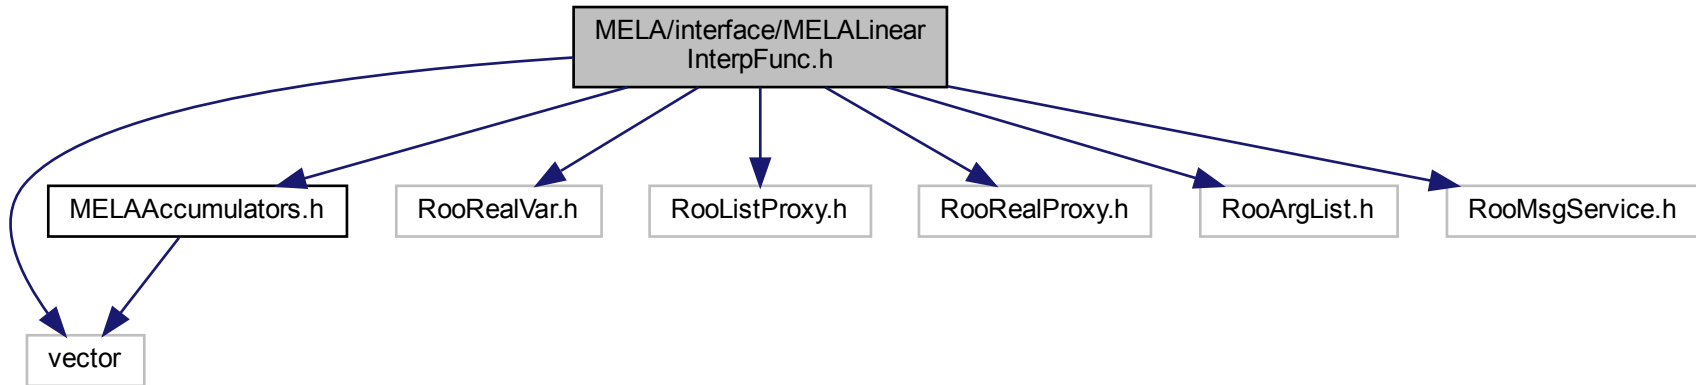 MELA/interface/MELALinear
InterpFunc.h
MELAAccumulators.h
RooRealVar.h
RooListProxy.h
RooRealProxy.h
RooArgList.h
RooMsgService.h
vector